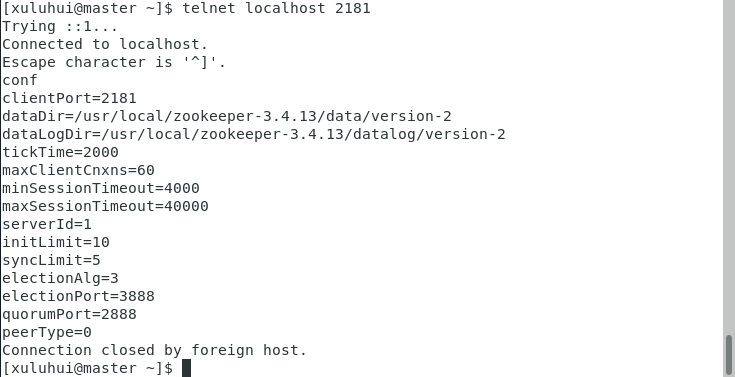 [xuluhui@master ~]$ telnet localhost 2181
Trying ::1...
Connected to localhost.
Escape character is '^]'.
conf
clientPort=2181
dataDir=/usr/local/zookeeper-3.4.13/data/version-2
dataLogDir=/usr/local/zookeeper-3.4.13/datalog/version-2
tickTime=2000
maxClientCnxns=60
minSessionTimeout=4000
maxSessionTimeout=40000
serverId=1
initLimit=10
syncLimit=5
electionAlg=3
electionPort=3888
quorumPort=2888
peerType=0
Connection closed by foreign host.
[xuluhui@master ~]$